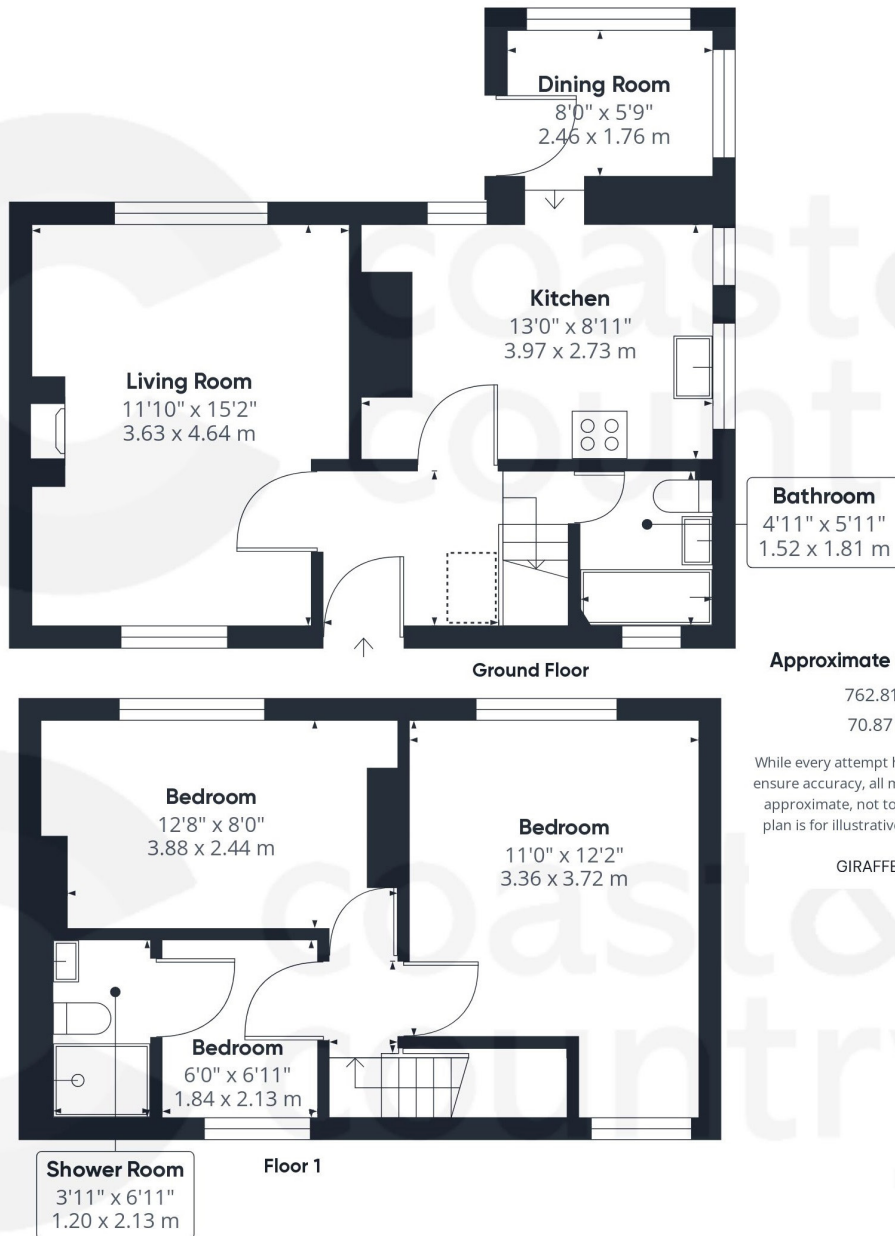 Dining Room
8'0" x 5'9"
2.46 x 1.76 m
Kitchen
13'0" x 8'11"
3.97 x 2.73 m
Living Room
11'10" x 15'2"
3.63 x 4.64 m
Bathroom
4'11" x 5'11"
1.52 x 1.81 m
Ground Floor
Approximate
762.81
70.87
While every attempt h
ensure accuracy, all m
approximate, not to
plan is for illustrative
GIRAFFE
Bedroom
12'8" x 8'0"
3.88 x 2.44 m
Bedroom
11'0" x 12'2"
3.36 x 3.72 m
Bedroom
6'0" x 6'11"
1.84 x 2.13 m
Shower Room
3'11" x 6'11"
1.20 x 2.13 m
Floor 1
coast
count
coast
country